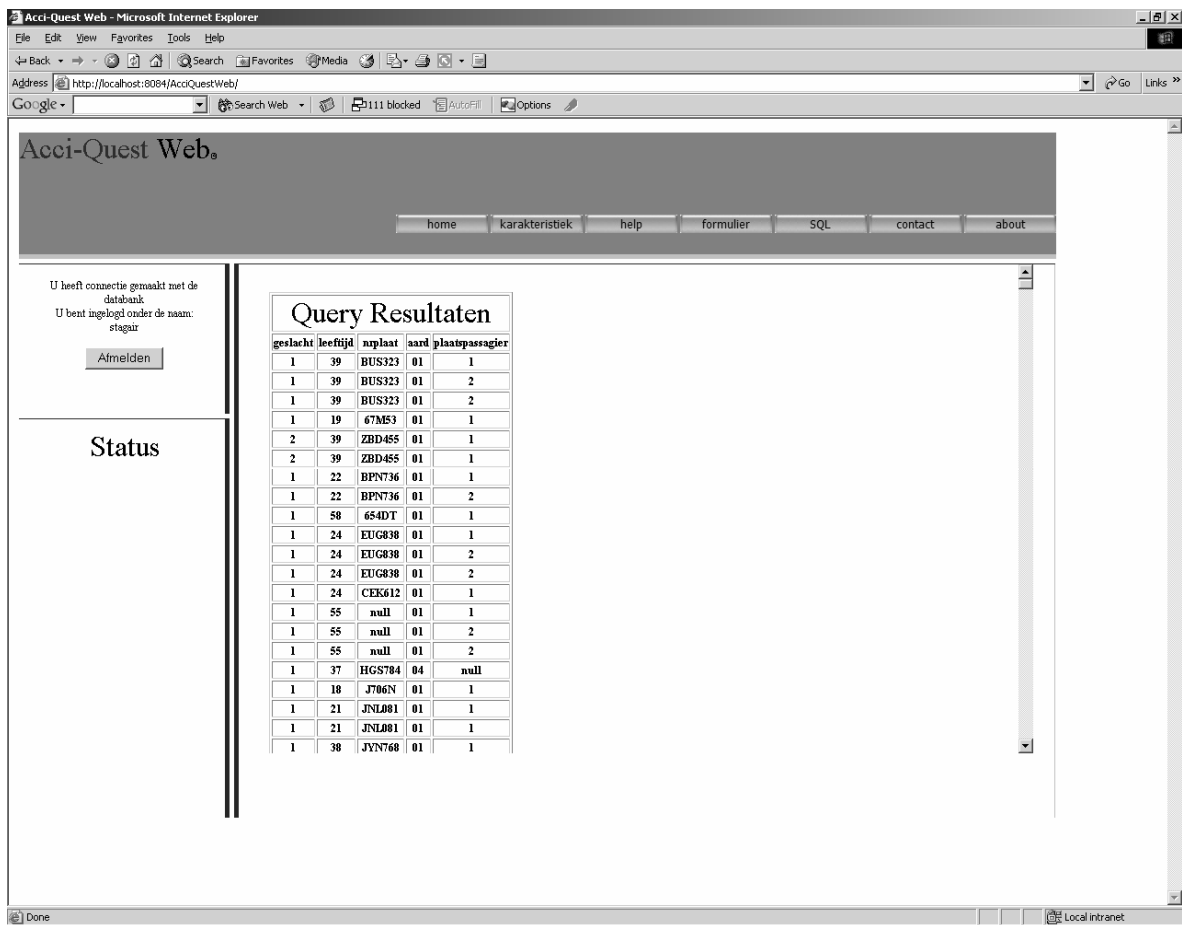 Acci-Quest Web - Microsoft Internet Explorer
File Edit View Favorites Tools Help
Back Search Favorites Media
Address http://localhost:8084/AcciQuestWeb/ Go Links »
Google Search Web 111 blocked AutoFill Options
Acci-Quest Web®
home karakteristiek help formulier SQL contact about
U heeft connectie gemaakt met de
databank
U bent ingelogd onder de naam:
stagair
Afmelden
Status
Query Resultaten
geslacht leeftijd nrplaat aard plaatspassagier
1 39 BUS323 01 1
1 39 BUS323 01 2
1 39 BUS323 01 2
1 19 67M53 01 1
2 39 ZBD455 01 1
2 39 ZBD455 01 1
1 22 BPN736 01 1
1 22 BPN736 01 2
1 58 654DT 01 1
1 24 EUG838 01 1
1 24 EUG838 01 2
1 24 EUG838 01 2
1 24 CEK612 01 1
1 55 null 01 1
1 55 null 01 2
1 55 null 01 2
1 37 HGS784 04 null
1 18 J706N 01 1
1 21 JNL081 01 1
1 21 JNL081 01 1
1 38 JYN768 01 1
Done Local intranet